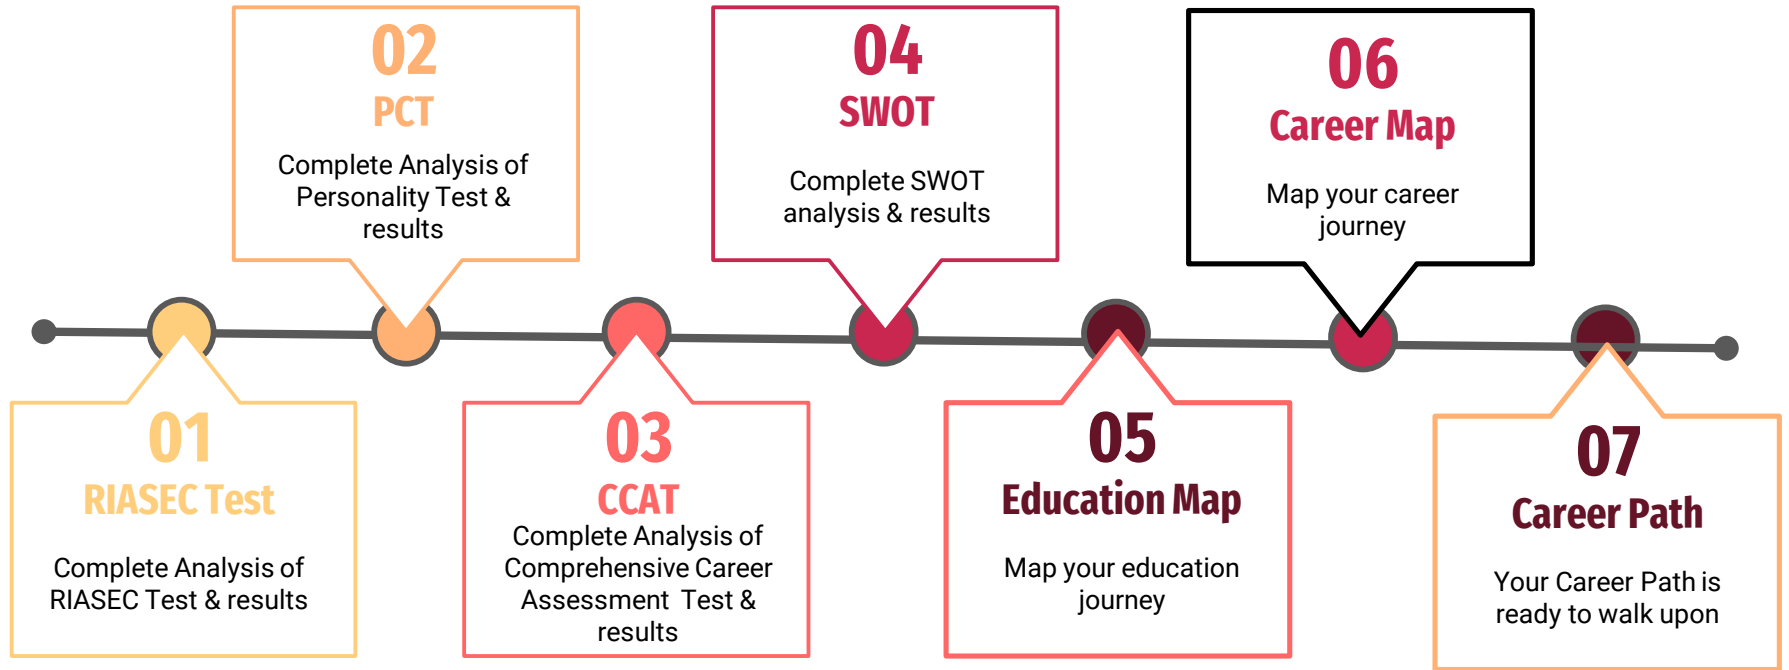 01
RIASEC Test
Complete Analysis of
RIASEC Test & results
02
PCT
Complete Analysis of
Personality Test &
results
03
CCAT
Complete Analysis of
Comprehensive Career
Assessment  Test &
results
04
SWOT
Complete SWOT
analysis & results
05
Education Map
Map your education
journey
06
Career Map
Map your career
journey
07
Career Path
Your Career Path is
ready to walk upon